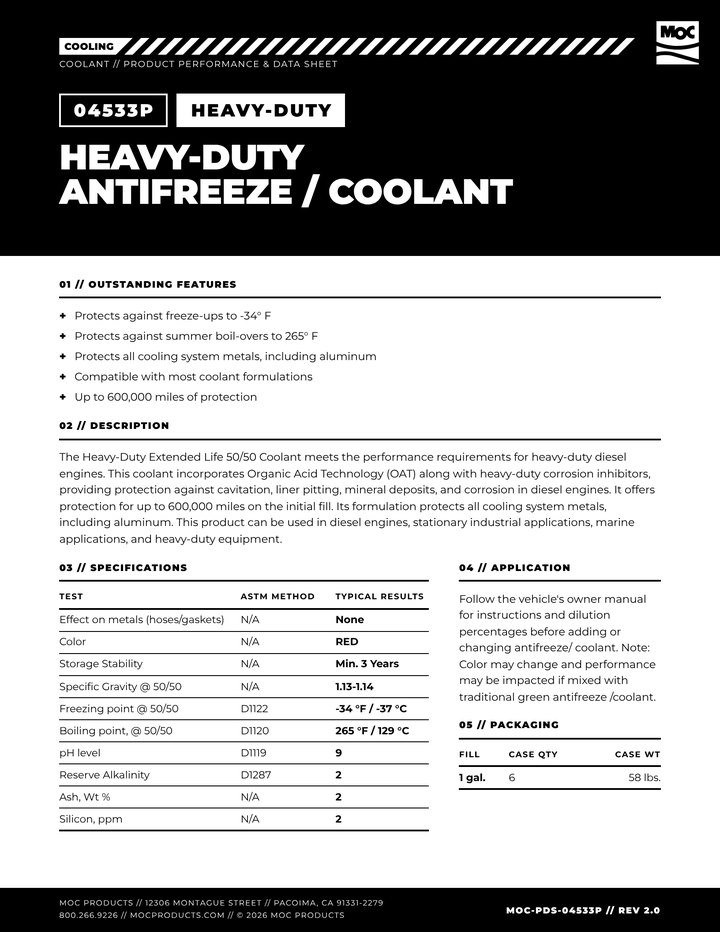 COOLING
MOC
COOLANT // PRODUCT PERFORMANCE & DATA SHEET
04533P
HEAVY-DUTY
HEAVY-DUTY
ANTIFREEZE / COOLANT
01 // OUTSTANDING FEATURES
+ Protects against freeze-ups to -34° F
+ Protects against summer boil-overs to 265° F
+ Protects all cooling system metals, including aluminum
+ Compatible with most coolant formulations
+ Up to 600,000 miles of protection
02 // DESCRIPTION
The Heavy-Duty Extended Life 50/50 Coolant meets the performance requirements for heavy-duty diesel
engines. This coolant incorporates Organic Acid Technology (OAT) along with heavy-duty corrosion inhibitors,
providing protection against cavitation, liner pitting, mineral deposits, and corrosion in diesel engines. It offers
protection for up to 600,000 miles on the initial fill. Its formulation protects all cooling system metals,
including aluminum. This product can be used in diesel engines, stationary industrial applications, marine
applications, and heavy-duty equipment.
03 // SPECIFICATIONS
TEST ASTM METHOD TYPICAL RESULTS
Effect on metals (hoses/gaskets) N/A None
Color N/A RED
Storage Stability N/A Min. 3 Years
Specific Gravity @ 50/50 N/A 1.13-1.14
Freezing point @ 50/50 D1122 -34 °F / -37 °C
Boiling point, @ 50/50 D1120 265 °F / 129 °C
pH level D1119 9
Reserve Alkalinity D1287 2
Ash, Wt % N/A 2
Silicon, ppm N/A 2
04 // APPLICATION
Follow the vehicle's owner manual
for instructions and dilution
percentages before adding or
changing antifreeze/ coolant. Note:
Color may change and performance
may be impacted if mixed with
traditional green antifreeze /coolant.
05 // PACKAGING
FILL CASE QTY CASE WT
1 gal. 6 58 lbs.
MOC PRODUCTS // 12306 MONTAGUE STREET // PACOIMA, CA 91331-2279
800.266.9226 // MOCPRODUCTS.COM // © 2026 MOC PRODUCTS
MOC-PDS-04533P // REV 2.0